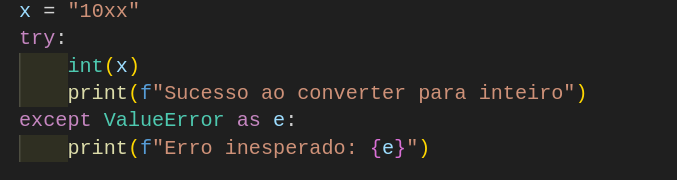 x = "10xx"
try:
    int(x)
    print(f"Sucesso ao converter para inteiro")
except ValueError as e:
    print(f"Erro inesperado: {e}")